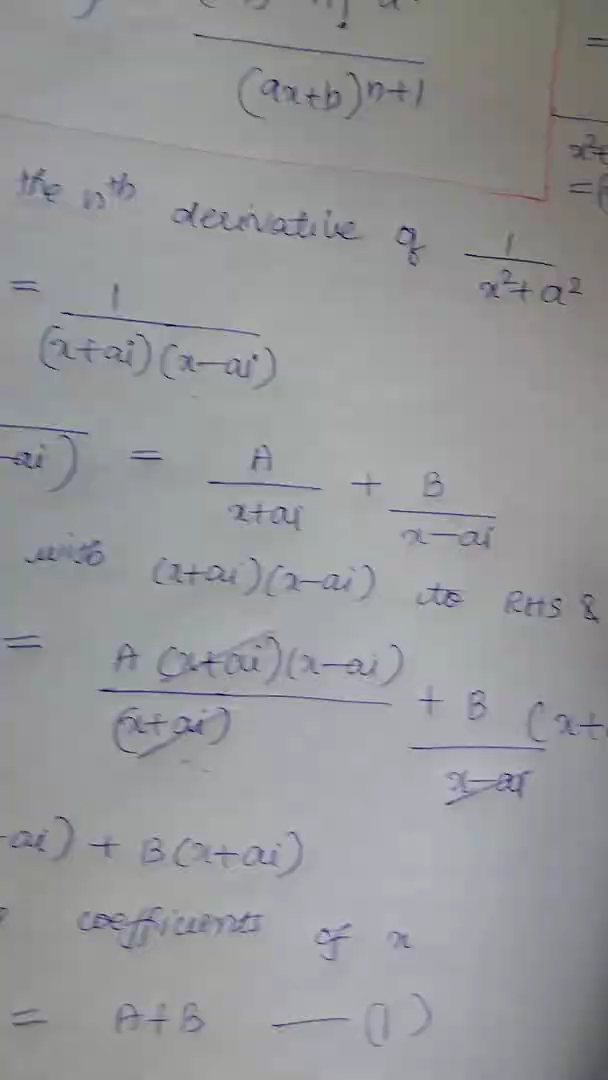 (ax+b)^{n+1}
the nth derivative of 1/(x²+a²)
= 1/((x+ai)(x-ai))
-ai) = A/(x+ai) + B/(x-ai)
with (x+ai)(x-ai) to RHS &
= A(x+ai)(x-ai)/(x+ai) + B (x+/(x-ai)
-ai) + B(x+ai)
coefficients of x
= A+B — (1)